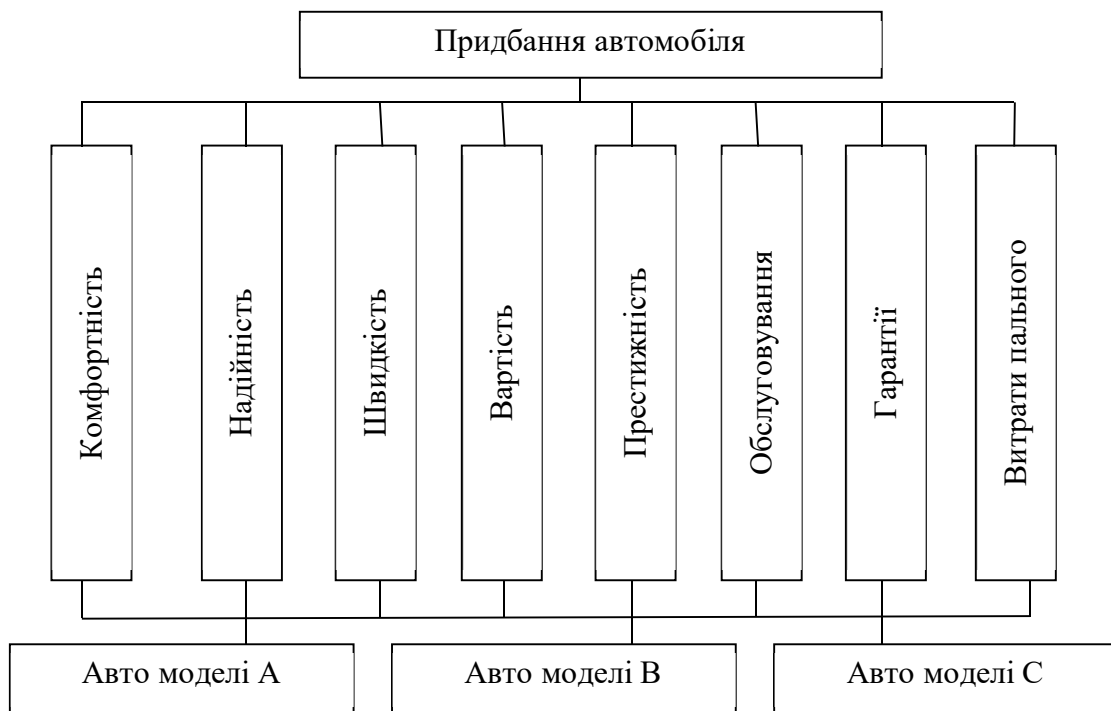 Придбання автомобіля
Комфортність
Надійність
Швидкість
Вартість
Престижність
Обслуговування
Гарантії
Витрати пального
Авто моделі А
Авто моделі В
Авто моделі С